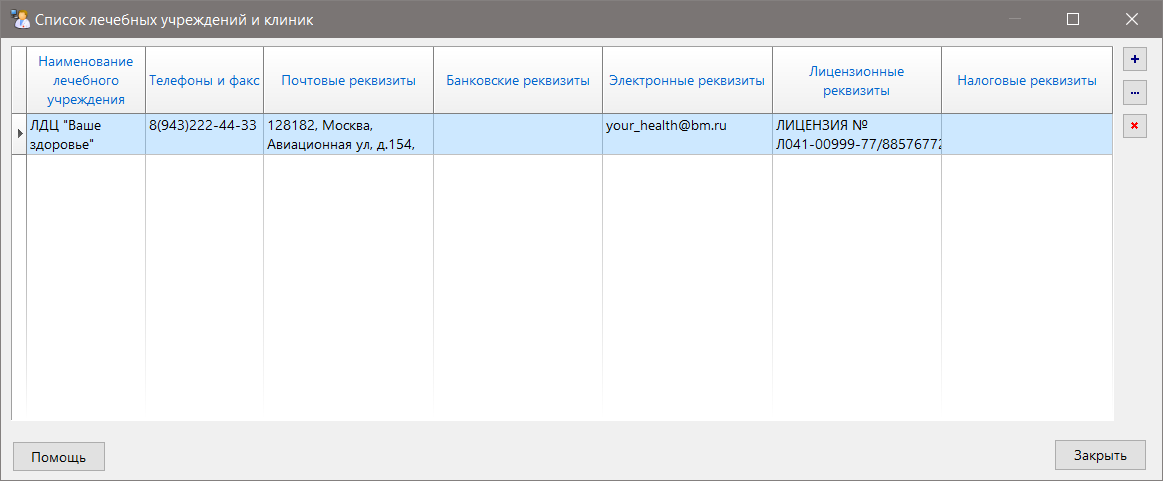 Список лечебных учреждений и клиник
Наименование
лечебного
учреждения
Телефоны и факс
Почтовые реквизиты
Банковские реквизиты
Электронные реквизиты
Лицензионные
реквизиты
Налоговые реквизиты
ЛДЦ "Ваше
здоровье"
8(943)222-44-33
128182, Москва,
Авиационная ул, д.154,
your_health@bm.ru
ЛИЦЕНЗИЯ №
Л041-00999-77/88576772
Помощь
Закрыть